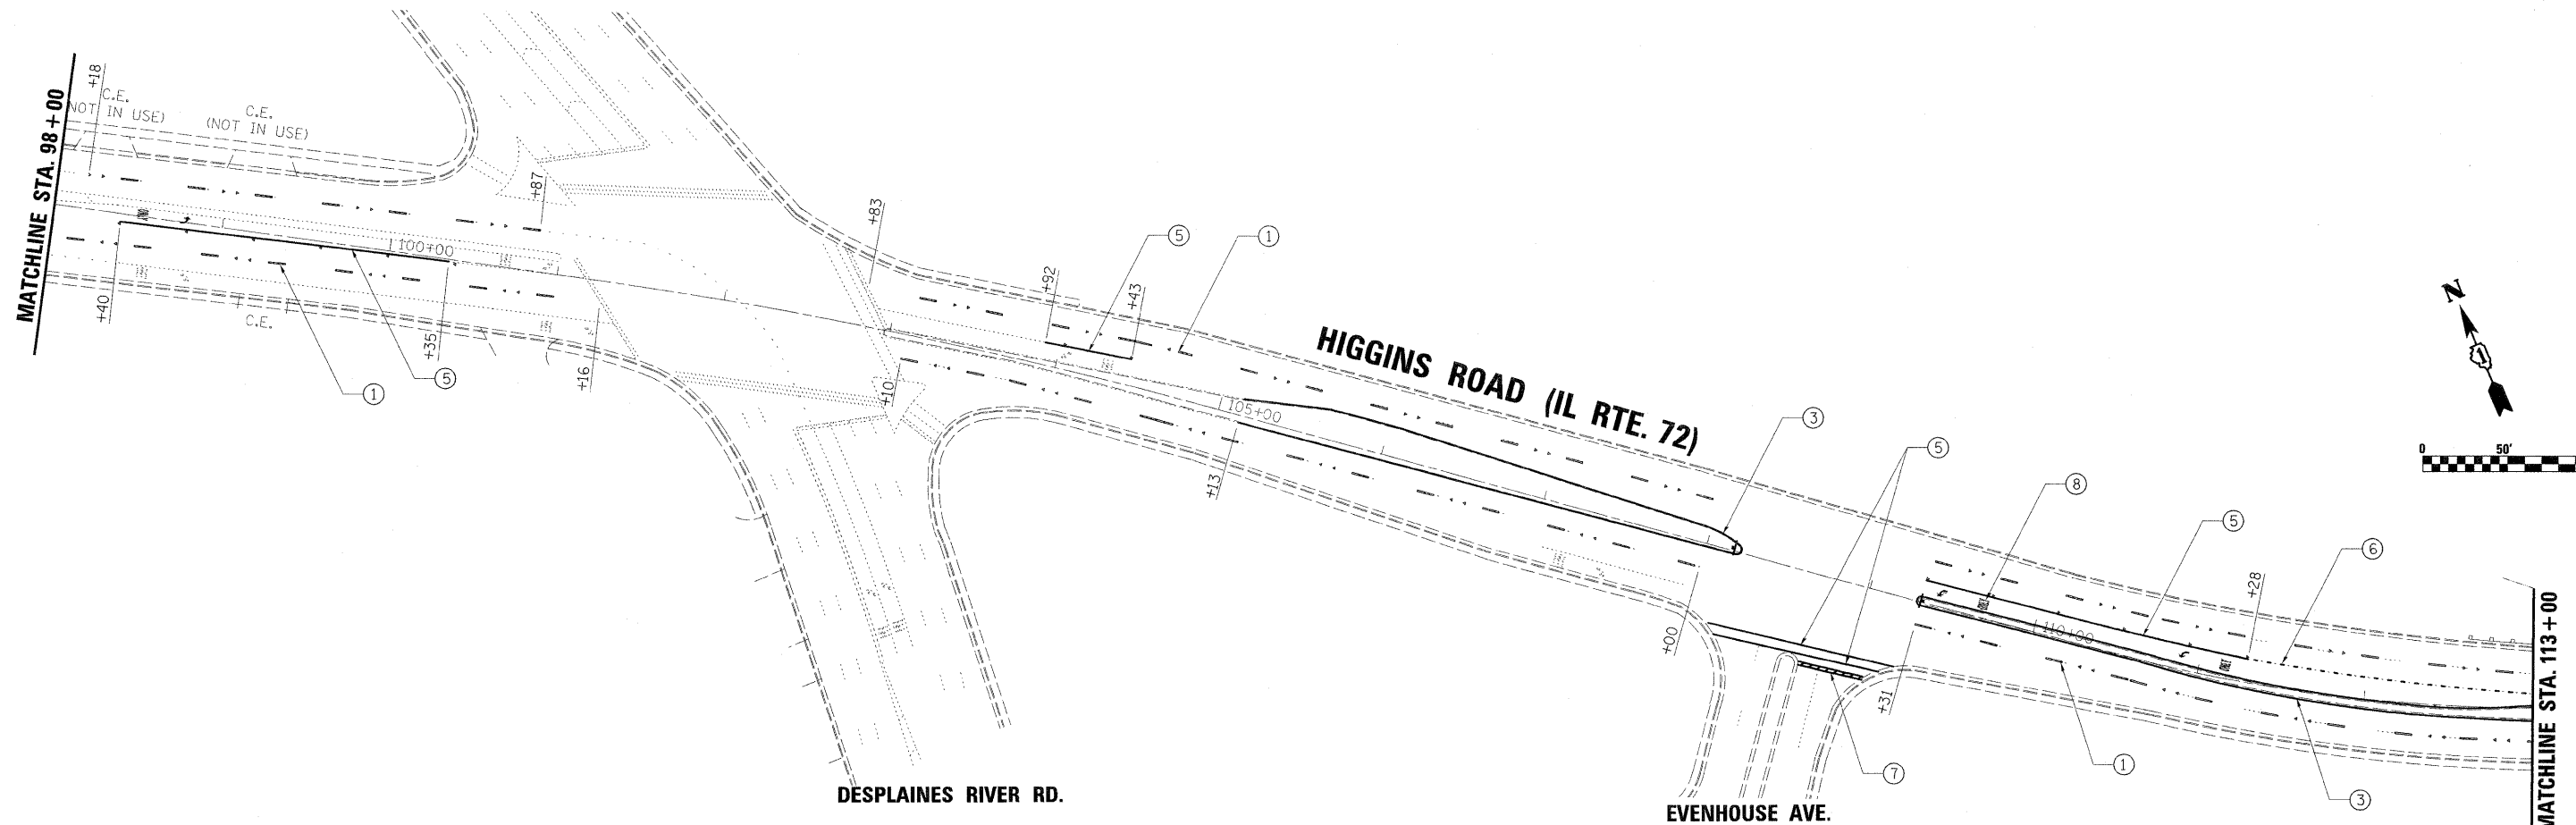 MATCHLINE STA. 98+00
+18
C.E.
(NOT IN USE)
C.E.
(NOT IN USE)
+87
+83
100+00
+40
C.E.
+35
+16
1
5
+10
+92
+43
5
1
HIGGINS ROAD (IL RTE. 72)
105+00
+13
3
5
N
1
0 50'
8
5
6
+28
110+00
+00
+31
7
1
3
MATCHLINE STA. 113+00
DESPLAINES RIVER RD.
EVENHOUSE AVE.